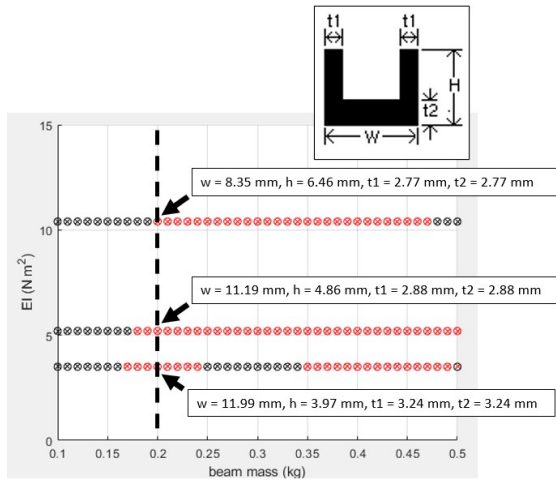 t1 t1
H
t2
W
15
w = 8.35 mm, h = 6.46 mm, t1 = 2.77 mm, t2 = 2.77 mm
10
EI (N m²)
w = 11.19 mm, h = 4.86 mm, t1 = 2.88 mm, t2 = 2.88 mm
5
w = 11.99 mm, h = 3.97 mm, t1 = 3.24 mm, t2 = 3.24 mm
0
0.1 0.15 0.2 0.25 0.3 0.35 0.4 0.45 0.5
beam mass (kg)